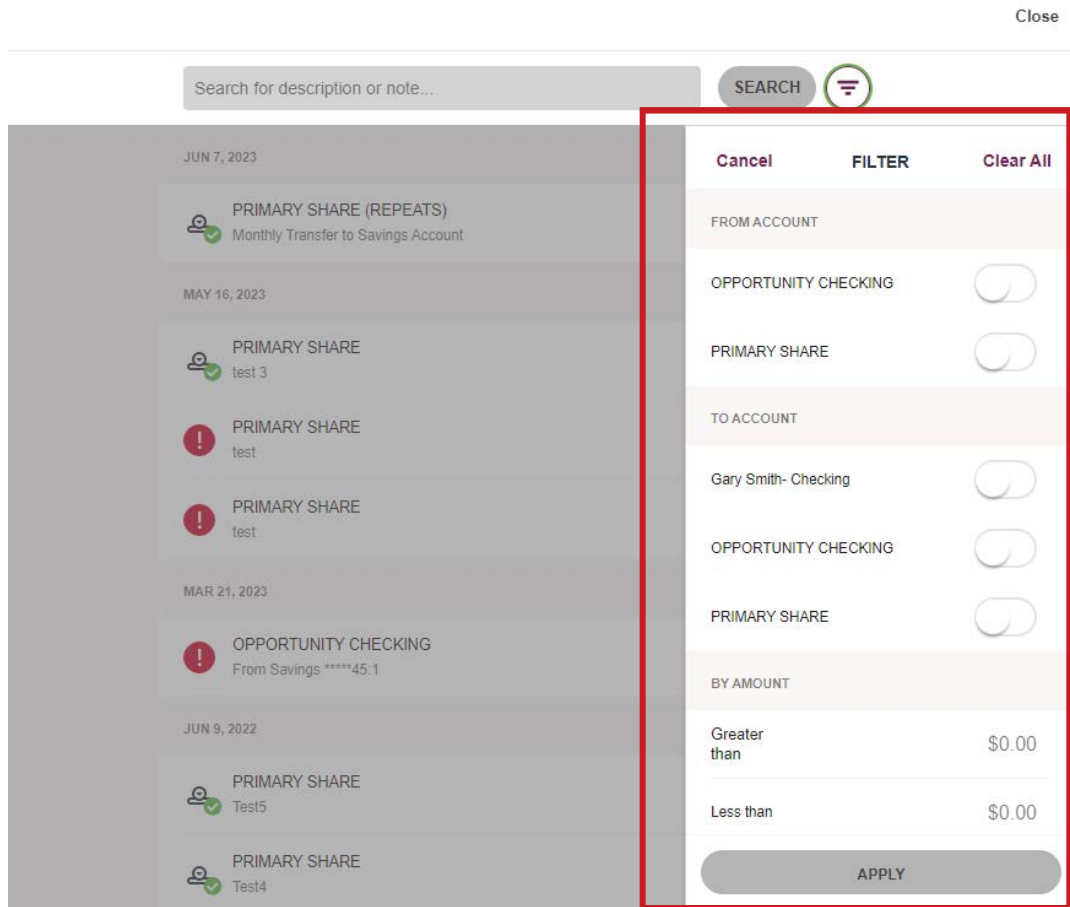 Close
Search for description or note...
SEARCH
JUN 7, 2023
PRIMARY SHARE (REPEATS)
Monthly Transfer to Savings Account
MAY 16, 2023
PRIMARY SHARE
test 3
PRIMARY SHARE
test
PRIMARY SHARE
test
MAR 21, 2023
OPPORTUNITY CHECKING
From Savings *****45:1
JUN 9, 2022
PRIMARY SHARE
Test5
PRIMARY SHARE
Test4
Cancel FILTER Clear All
FROM ACCOUNT
OPPORTUNITY CHECKING
PRIMARY SHARE
TO ACCOUNT
Gary Smith- Checking
OPPORTUNITY CHECKING
PRIMARY SHARE
BY AMOUNT
Greater
than $0.00
Less than $0.00
APPLY